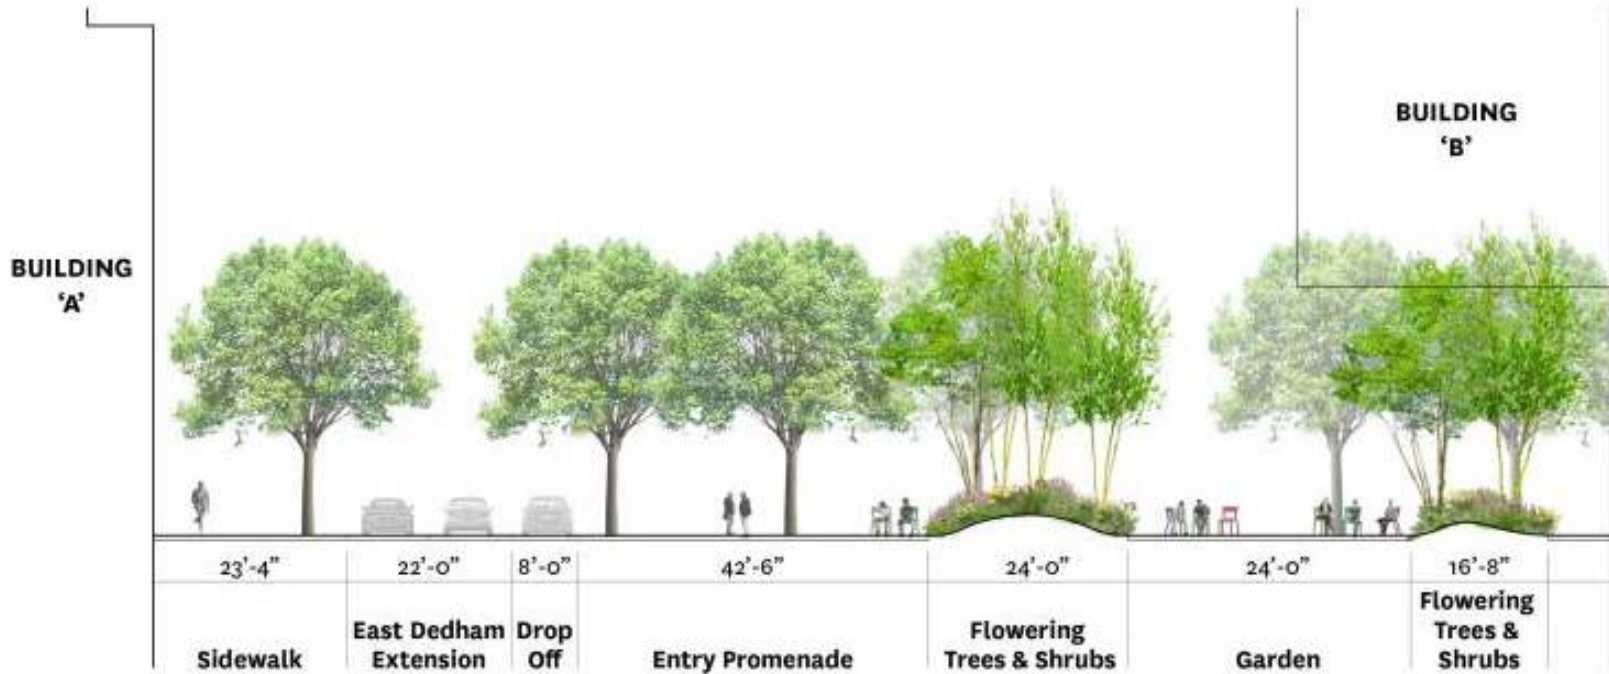 BUILDING
‘B’
BUILDING
‘A’
23’-4”
22’-0”
8’-0”
42’-6”
24’-0”
24’-0”
16’-8”
Sidewalk
East Dedham
Extension
Drop
Off
Entry Promenade
Flowering
Trees & Shrubs
Garden
Flowering
Trees &
Shrubs